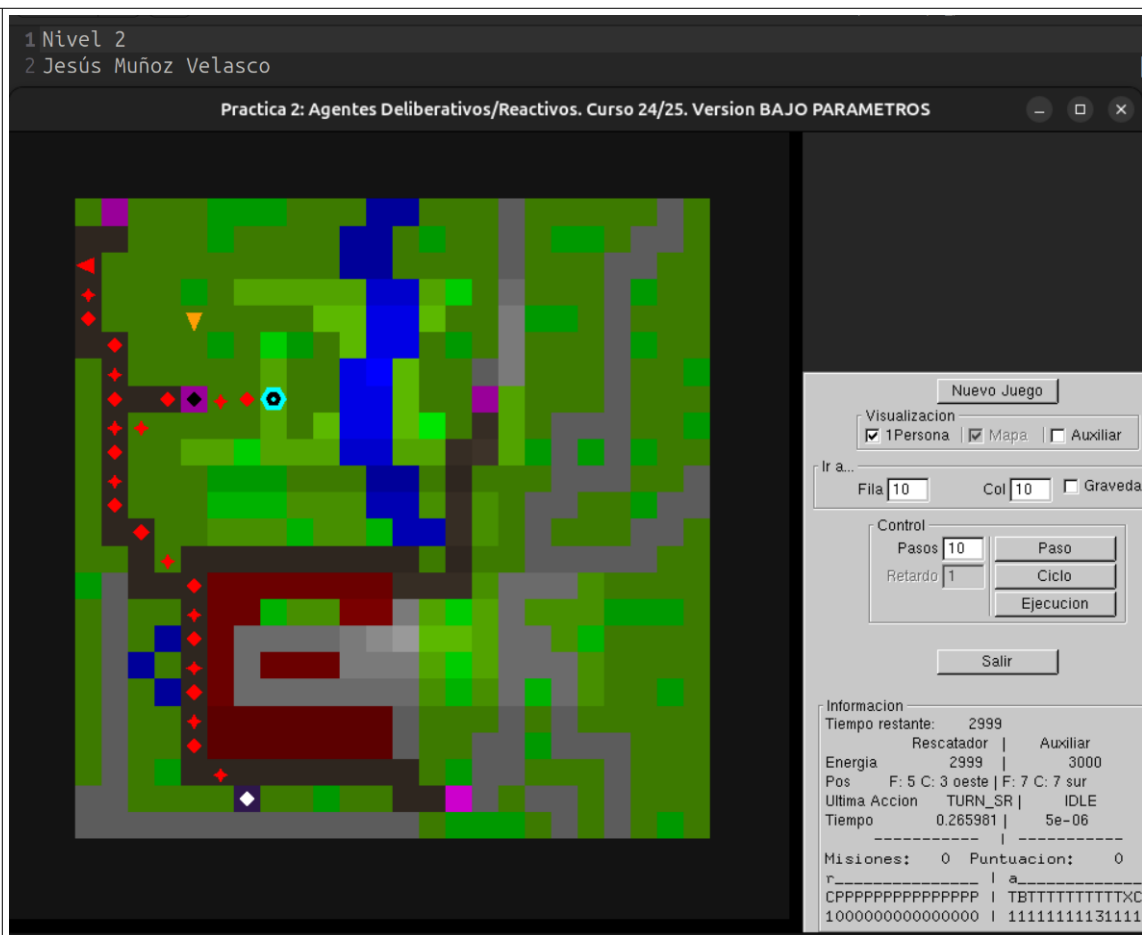 1 Nivel 2
2 Jesús Muñoz Velasco
Practica 2: Agentes Deliberativos/Reactivos. Curso 24/25. Version BAJO PARAMETROS
Nuevo Juego
Visualizacion
1Persona | Mapa | Auxiliar
Ir a...
Fila 10 Col 10 Graveda
Control
Pasos 10 Paso
Retardo 1 Ciclo
Ejecucion
Salir
Informacion
Tiempo restante: 2999
Rescatador | Auxiliar
Energia 2999 | 3000
Pos F: 5 C: 3 oeste | F: 7 C: 7 sur
Ultima Accion TURN_SR | IDLE
Tiempo 0.265981 | 5e-06
----------- | -----------
Misiones: 0 Puntuacion: 0
r________________ | a________________
CPPPPPPPPPPPPPPP | TBTTTTTTTTTTXC
1000000000000000 | 11111111131111